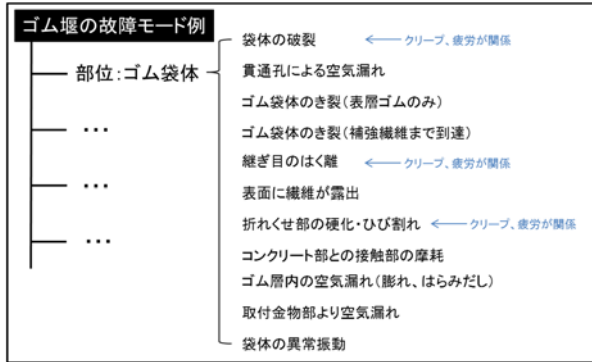 ゴム堰の故障モード例
部位:ゴム袋体
…
…
…
袋体の破裂 ← クリープ、疲労が関係
貫通孔による空気漏れ
ゴム袋体のき裂(表層ゴムのみ)
ゴム袋体のき裂(補強繊維まで到達)
継ぎ目のはく離 ← クリープ、疲労が関係
表面に繊維が露出
折れくせ部の硬化・ひび割れ ← クリープ、疲労が関係
コンクリート部との接触部の摩耗
ゴム層内の空気漏れ(膨れ、はらみだし)
取付金物部より空気漏れ
袋体の異常振動